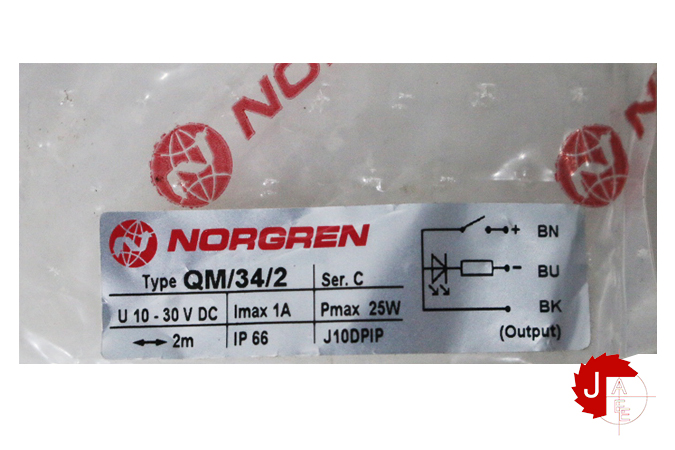 NO
NORGREN
Type QM/34/2 Ser. C
U 10 - 30 V DC Imax 1A Pmax 25W
2m IP 66 J10DPIP
+ BN
- BU
BK
(Output)
J